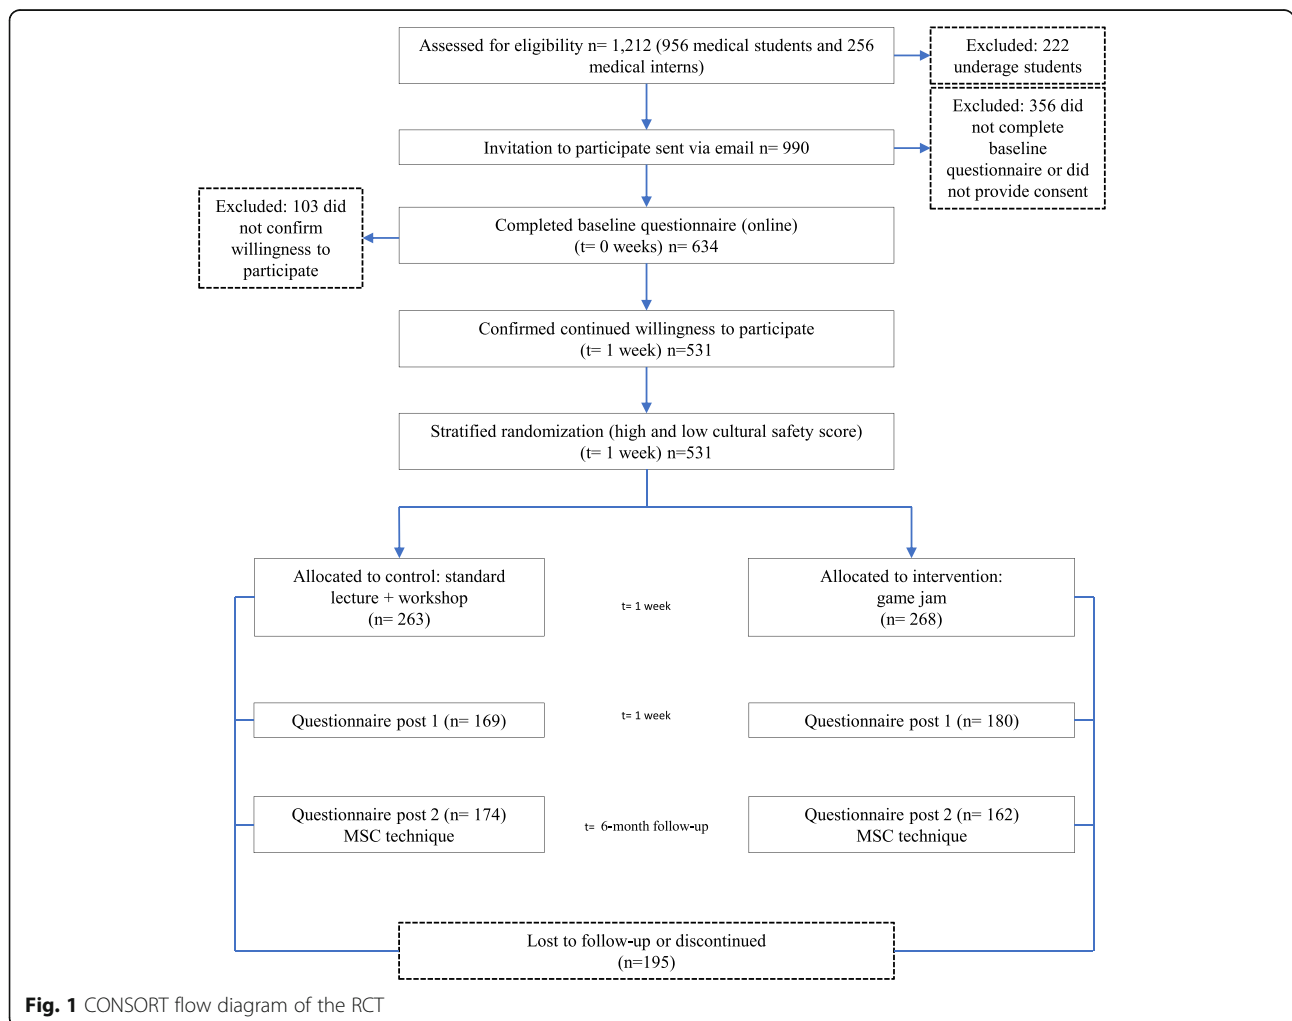 Assessed for eligibility n= 1,212 (956 medical students and 256
medical interns)
Excluded: 222
underage students
Invitation to participate sent via email n= 990
Excluded: 356 did
not complete
baseline
questionnaire or did
not provide consent
Excluded: 103 did
not confirm
willingness to
participate
Completed baseline questionnaire (online)
(t= 0 weeks) n= 634
Confirmed continued willingness to participate
(t= 1 week) n=531
Stratified randomization (high and low cultural safety score)
(t= 1 week) n=531
Allocated to control: standard
lecture + workshop
(n= 263)
t= 1 week
Allocated to intervention:
game jam
(n= 268)
Questionnaire post 1 (n= 169)
t= 1 week
Questionnaire post 1 (n= 180)
Questionnaire post 2 (n= 174)
MSC technique
t= 6-month follow-up
Questionnaire post 2 (n= 162)
MSC technique
Lost to follow-up or discontinued
(n=195)
Fig. 1 CONSORT flow diagram of the RCT